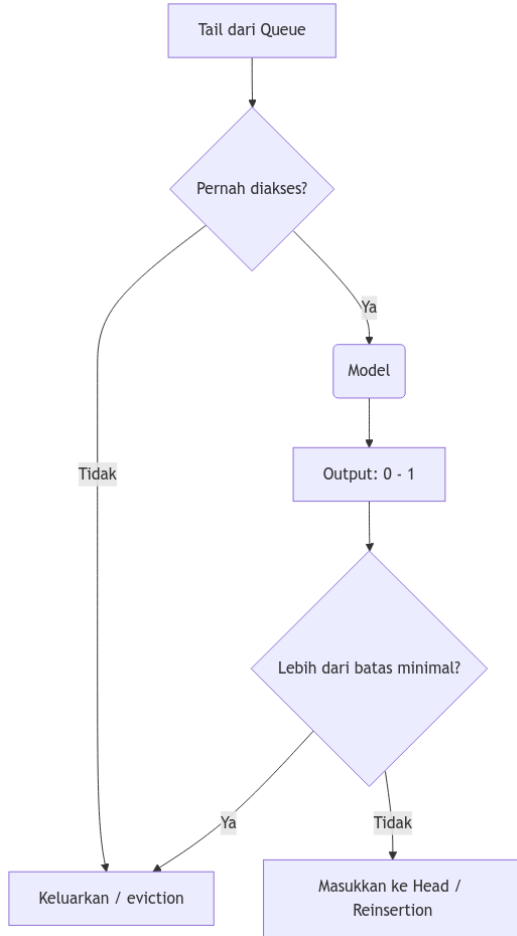 Tail dari Queue
Pernah diakses?
Ya
Model
Tidak
Output: 0 - 1
Lebih dari batas minimal?
Ya
Tidak
Keluarkan / eviction
Masukkan ke Head /
Reinsertion